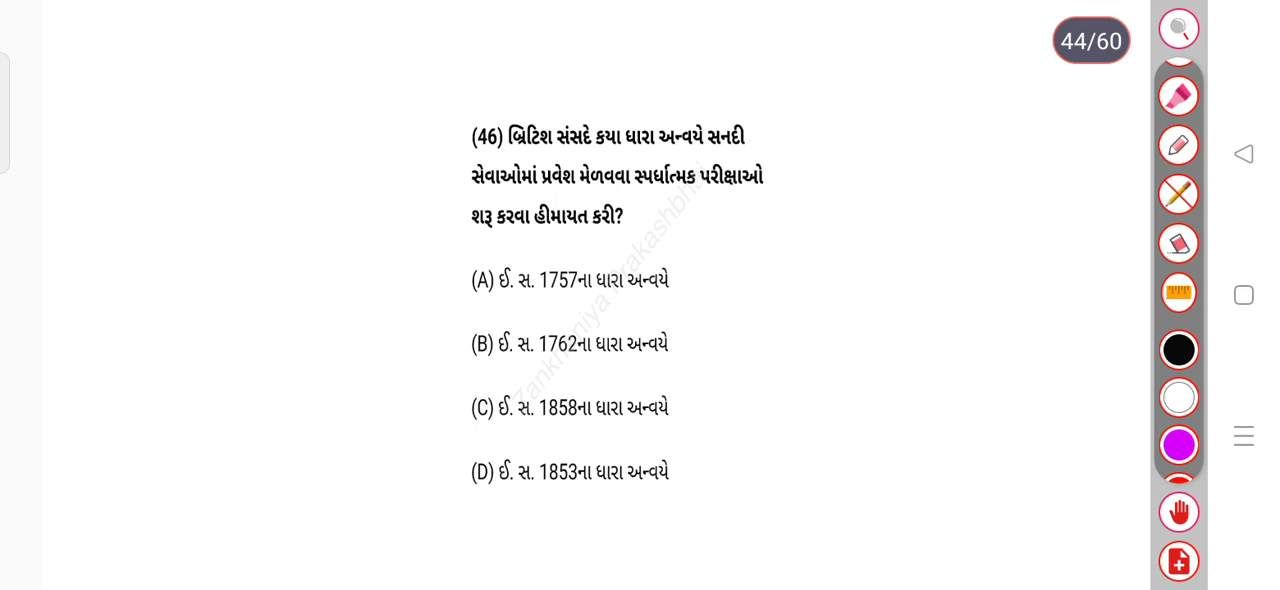 44/60
(46) બ્રિટિશ સંસદે કયા ધારા અન્વયે સનદી
સેવાઓમાં પ્રવેશ મેળવવા સ્પર્ધાત્મક પરીક્ષાઓ
શરૂ કરવા હીમાયત કરી?
(A) ઈ. સ. 1757ના ધારા અન્વયે
(B) ઈ. સ. 1762ના ધારા અન્વયે
(C) ઈ. સ. 1858ના ધારા અન્વયે
(D) ઈ. સ. 1853ના ધારા અન્વયે